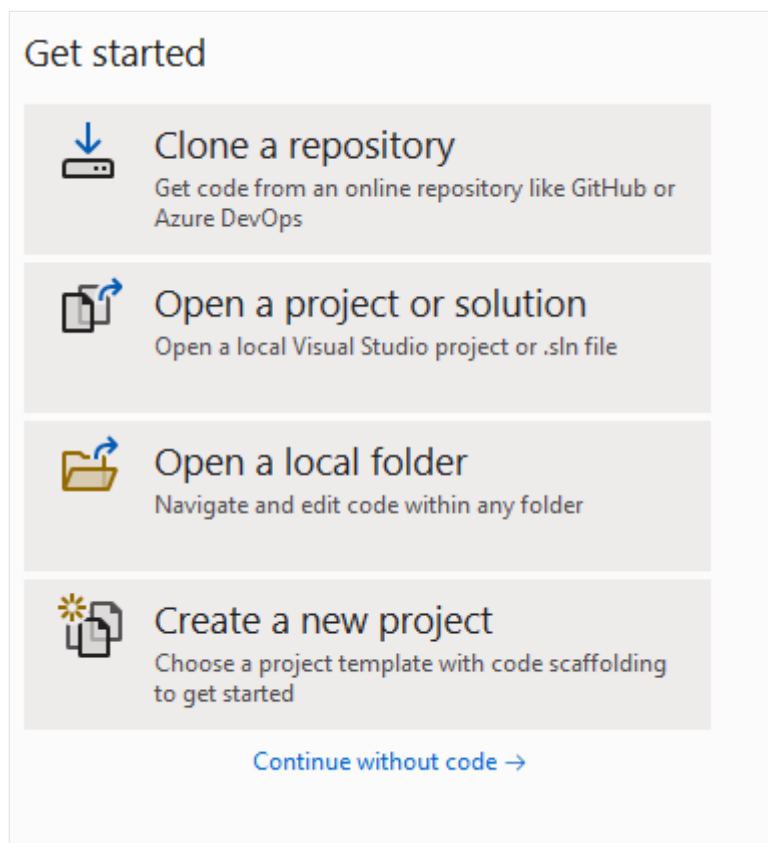 Get started
Clone a repository
Get code from an online repository like GitHub or
Azure DevOps
Open a project or solution
Open a local Visual Studio project or .sln file
Open a local folder
Navigate and edit code within any folder
Create a new project
Choose a project template with code scaffolding
to get started
Continue without code →